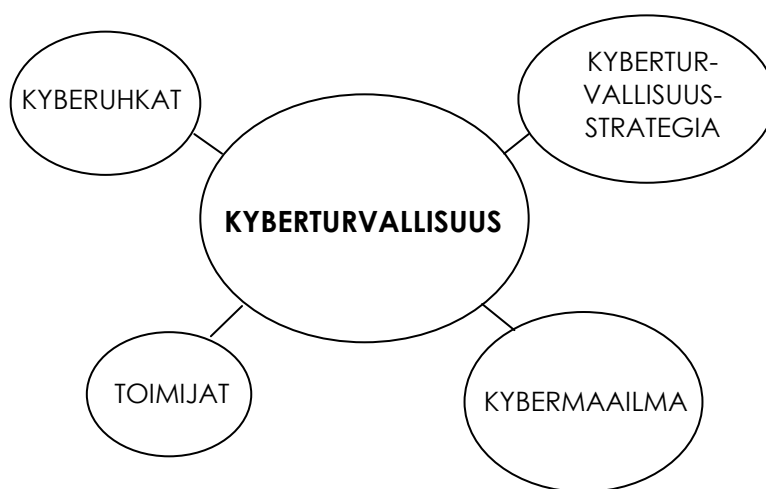 KYBERUHKAT
KYBERTUR-
VALLISUUS-
STRATEGIA
KYBERTURVALLISUUS
TOIMIJAT
KYBERMAAILMA